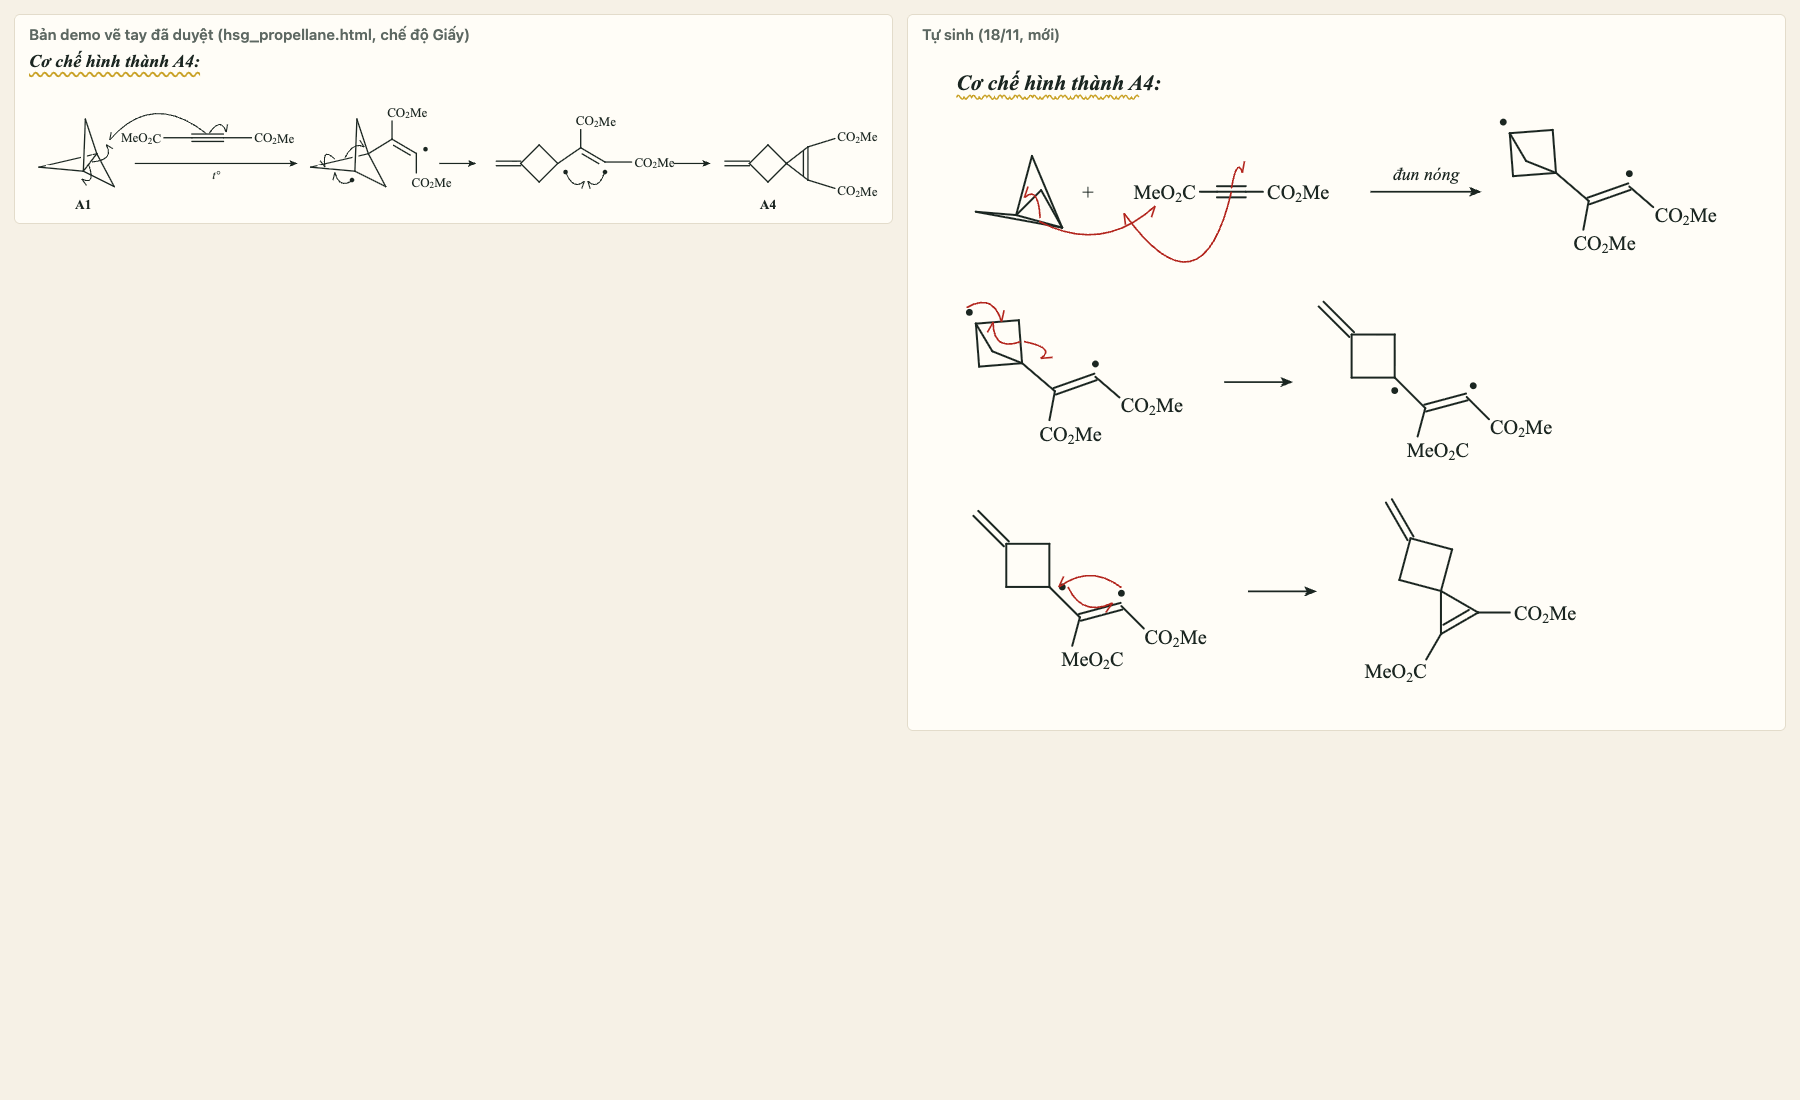 Bản demo vẽ tay đã duyệt (hsg_propellane.html, chế độ Giấy)
Cơ chế hình thành A4:
CO₂Me
MeO₂C CO₂Me
t°
CO₂Me
A1
CO₂Me
CO₂Me
CO₂Me
CO₂Me
A4
Tự sinh (18/11, mới)
Cơ chế hình thành A4:
+ MeO₂C CO₂Me
đun nóng
CO₂Me
CO₂Me
CO₂Me
CO₂Me
CO₂Me
MeO₂C
CO₂Me
MeO₂C
CO₂Me
MeO₂C